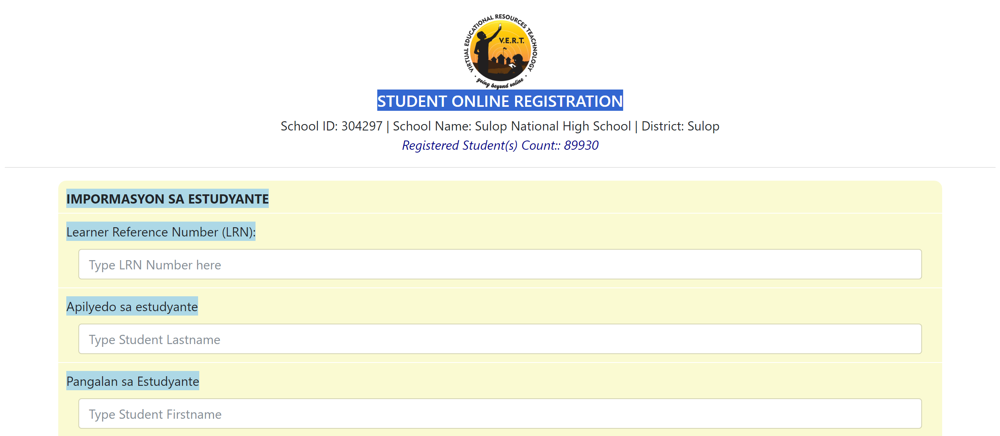 VIRTUAL EDUCATIONAL RESOURCES TEACHNOLOGY
V.E.R.T.
• going beyond online •
STUDENT ONLINE REGISTRATION
School ID: 304297 | School Name: Sulop National High School | District: Sulop
Registered Student(s) Count:: 89930
IMPORMASYON SA ESTUDYANTE
Learner Reference Number (LRN):
Type LRN Number here
Apilyedo sa estudyante
Type Student Lastname
Pangalan sa Estudyante
Type Student Firstname